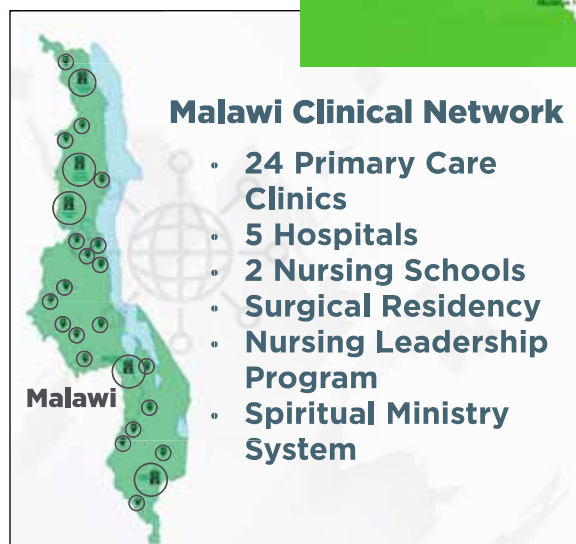 Malawi Clinical Network
• 24 Primary Care
Clinics
• 5 Hospitals
• 2 Nursing Schools
• Surgical Residency
• Nursing Leadership
Program
• Spiritual Ministry
System
Malawi